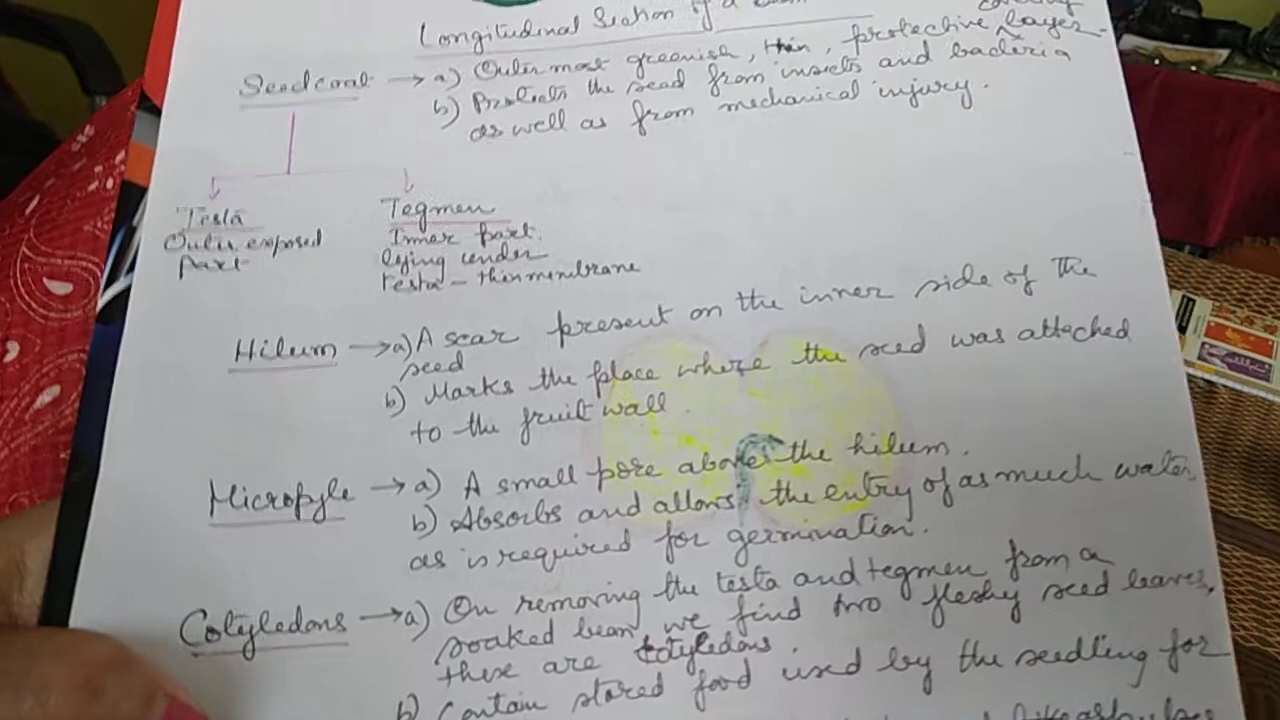 Longitudinal Section of a
covering
Seed coat → a) Outer most greenish, thin, protective layer.
b) Protects the seed from insects and bacteria
as well as from mechanical injury.
Testa
Outer exposed
part
Tegmen
Inner part.
lying under
testa - thin membrane
Hilum → a) A scar present on the inner side of the
seed
b) Marks the place where the seed was attached
to the fruit wall.
Micropyle → a) A small pore above the hilum.
b) Absorbs and allows the entry of as much water,
as is required for germination.
Cotyledons → a) On removing the testa and tegmen from a
soaked bean, we find two fleshy seed leaves,
these are cotyledons.
b) Contain stored food used by the seedling for